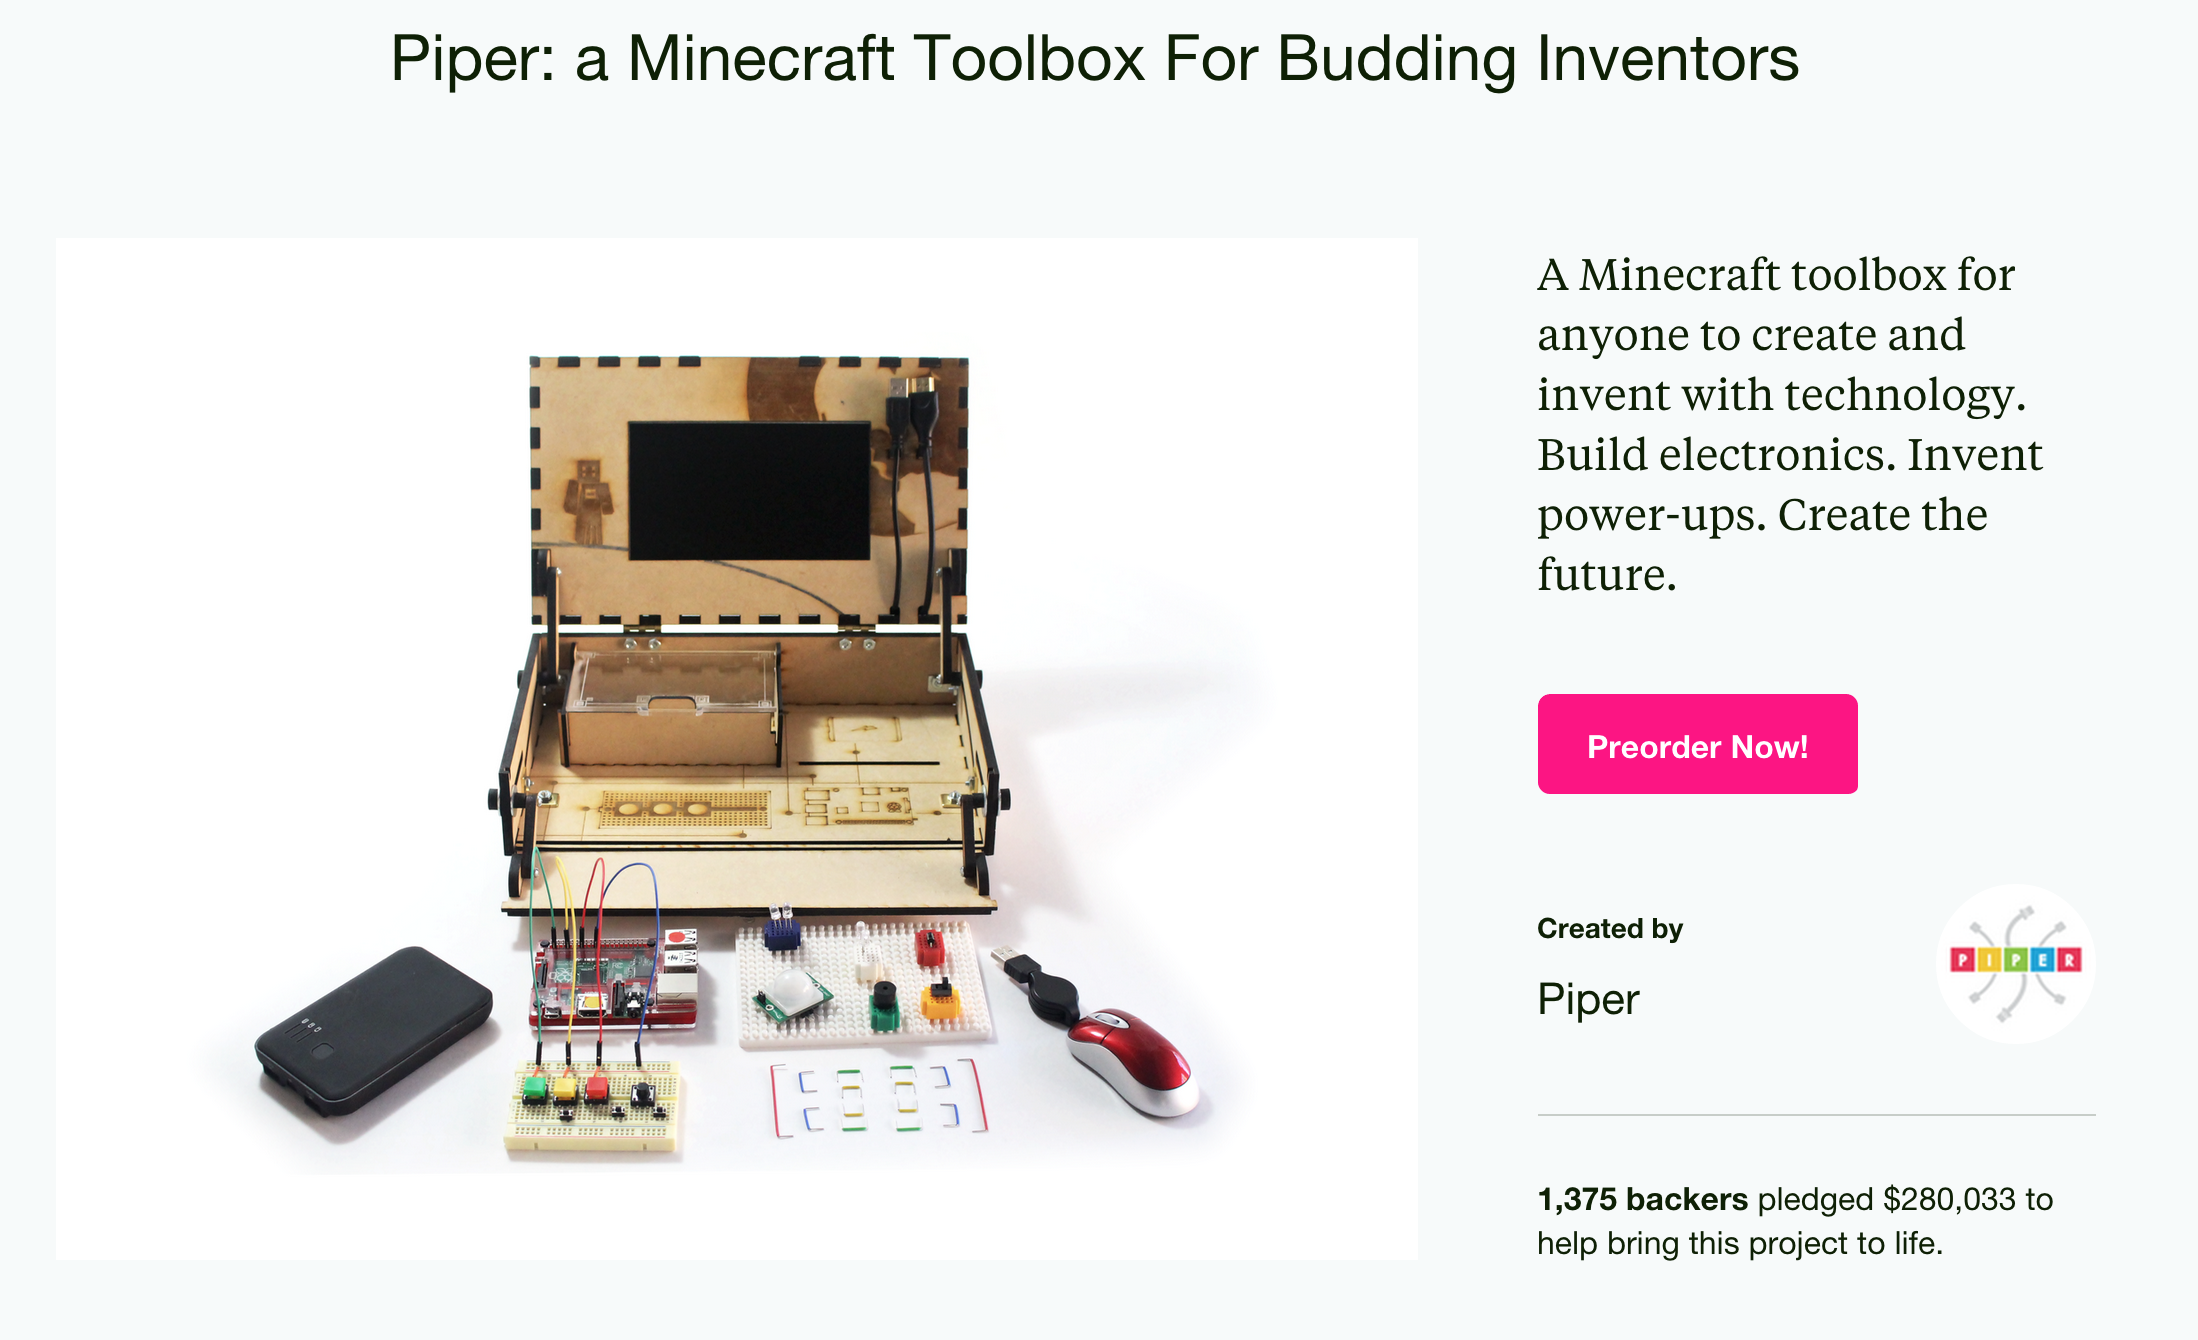 Piper: a Minecraft Toolbox For Budding Inventors
A Minecraft toolbox for
anyone to create and
invent with technology.
Build electronics. Invent
power-ups. Create the
future.
Preorder Now!
Created by
Piper
PIPER
1,375 backers pledged $280,033 to
help bring this project to life.